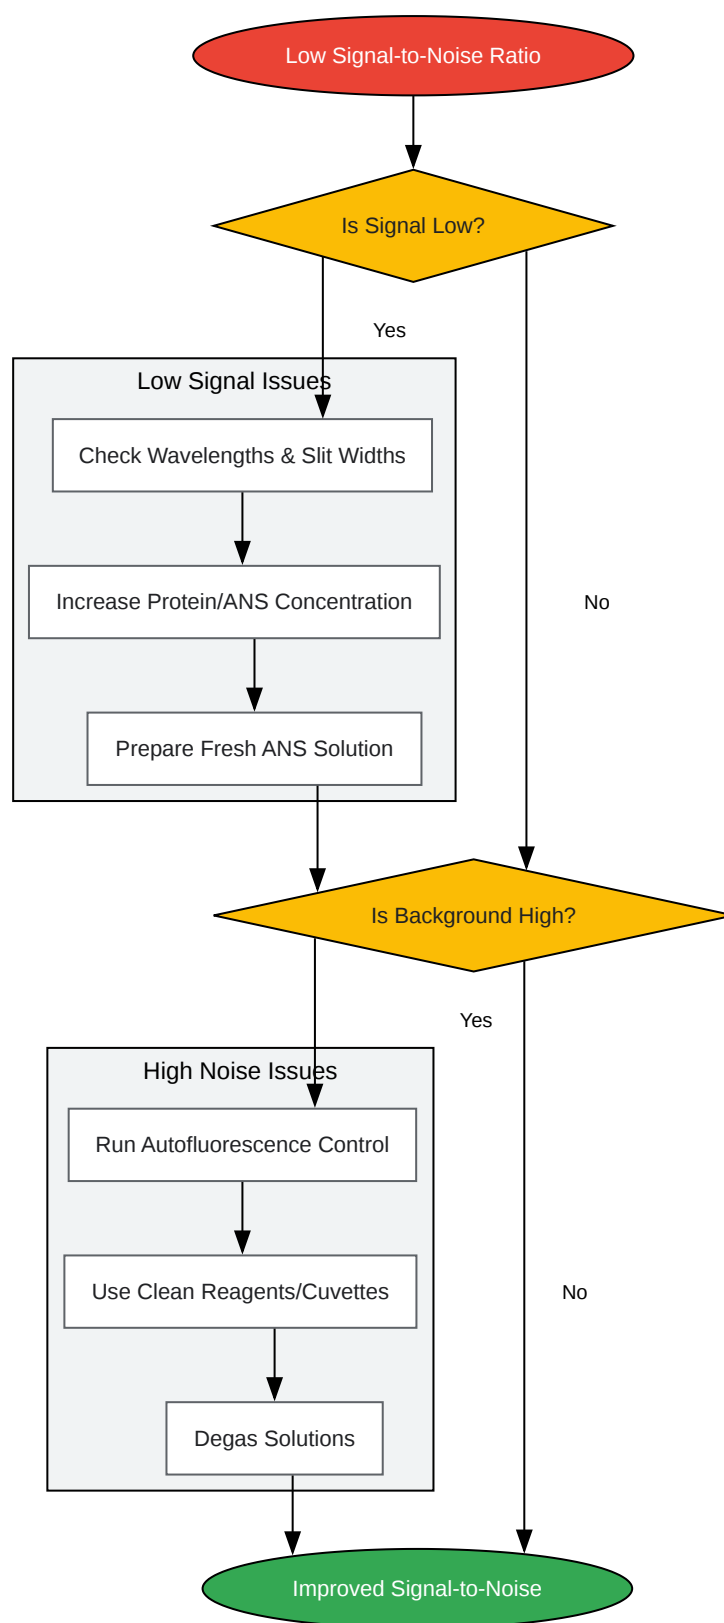 Low Signal-to-Noise Ratio
Is Signal Low?
Yes
Low Signal Issues
Check Wavelengths & Slit Widths
Increase Protein/ANS Concentration
No
Prepare Fresh ANS Solution
Is Background High?
Yes
High Noise Issues
Run Autofluorescence Control
Use Clean Reagents/Cuvettes
No
Degas Solutions
Improved Signal-to-Noise